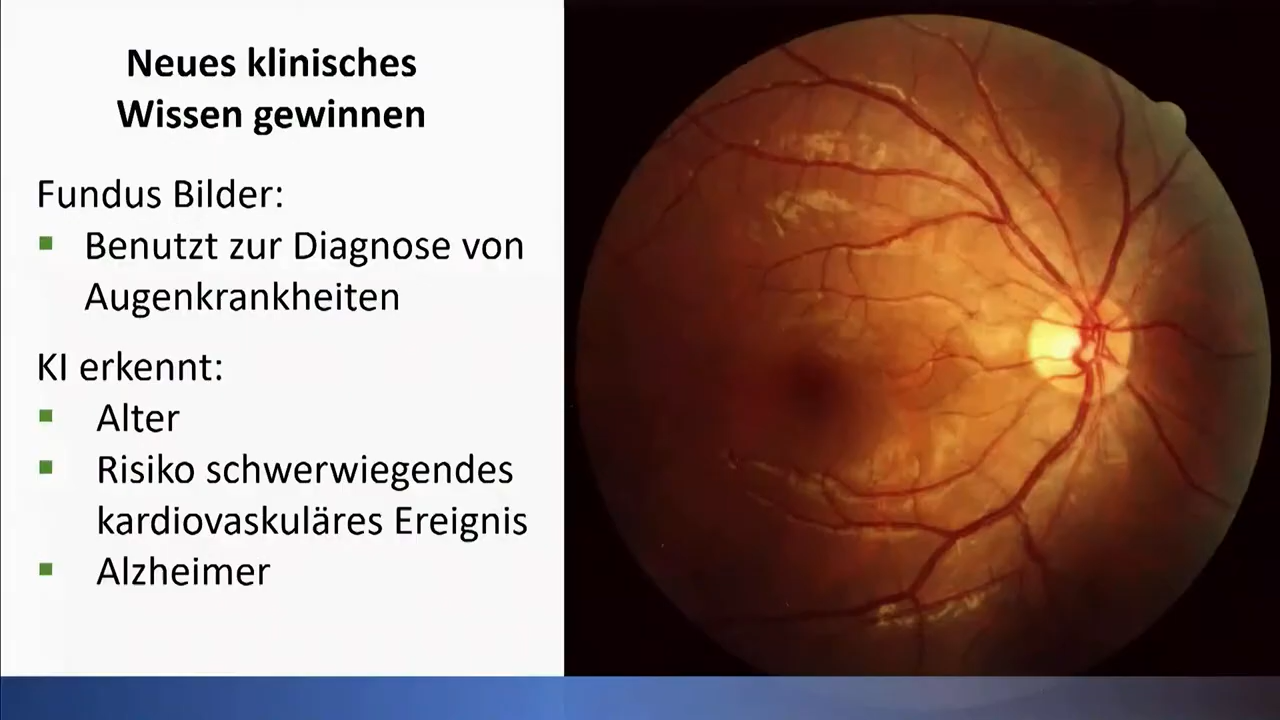 Neues klinisches
Wissen gewinnen
Fundus Bilder:
▪ Benutzt zur Diagnose von
Augenkrankheiten
KI erkennt:
▪ Alter
▪ Risiko schwerwiegendes
kardiovaskuläres Ereignis
▪ Alzheimer